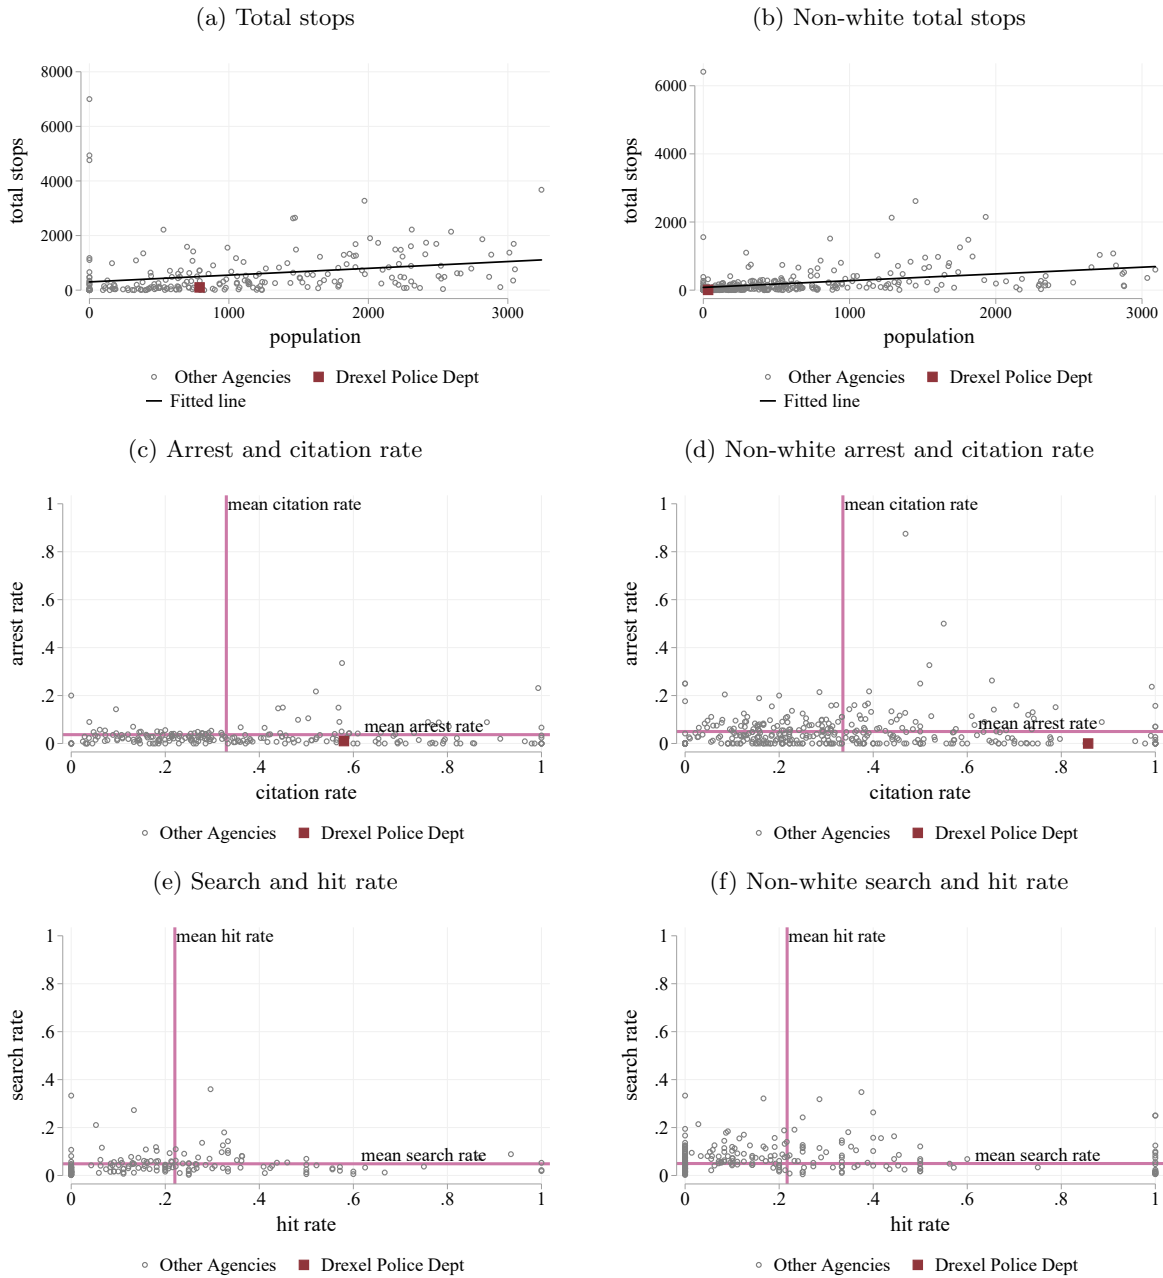 (a) Total stops
(b) Non-white total stops
total stops
8000
6000
4000
2000
0
0 1000 2000 3000
population
Other Agencies Drexel Police Dept
Fitted line
total stops
6000
4000
2000
0
0 1000 2000 3000
population
Other Agencies Drexel Police Dept
Fitted line
(c) Arrest and citation rate
(d) Non-white arrest and citation rate
arrest rate
1
.8
.6
.4
.2
0
mean citation rate
mean arrest rate
0 .2 .4 .6 .8 1
citation rate
Other Agencies Drexel Police Dept
arrest rate
1
.8
.6
.4
.2
0
mean citation rate
mean arrest rate
0 .2 .4 .6 .8 1
citation rate
Other Agencies Drexel Police Dept
(e) Search and hit rate
(f) Non-white search and hit rate
search rate
1
.8
.6
.4
.2
0
mean hit rate
mean search rate
0 .2 .4 .6 .8 1
hit rate
Other Agencies Drexel Police Dept
search rate
1
.8
.6
.4
.2
0
mean hit rate
mean search rate
0 .2 .4 .6 .8 1
hit rate
Other Agencies Drexel Police Dept